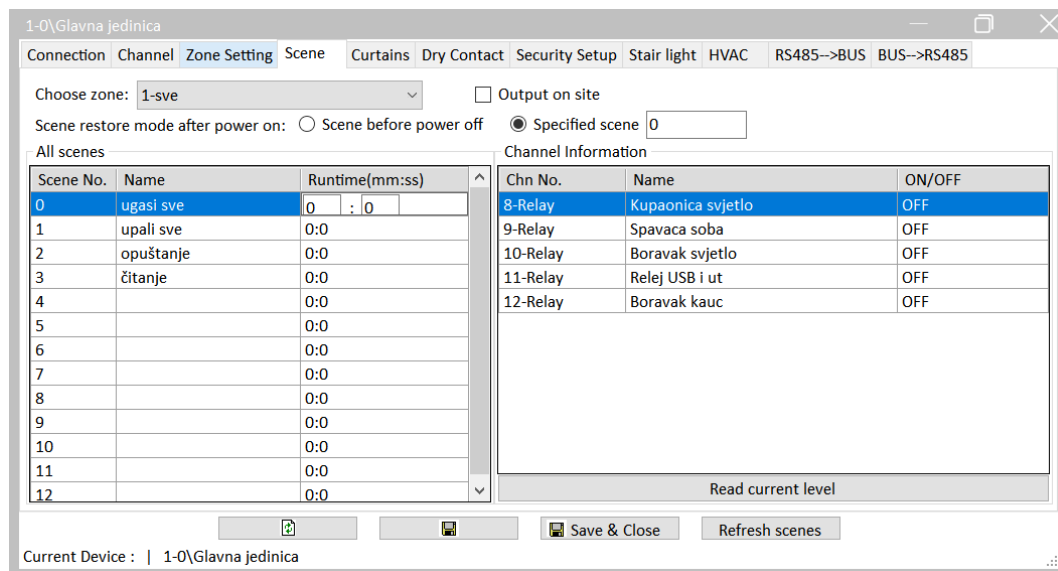 1-0\Glavna jedinica
Connection Channel Zone Setting Scene Curtains Dry Contact Security Setup Stair light HVAC RS485-->BUS BUS-->RS485
Choose zone: 1-sve Output on site
Scene restore mode after power on: Scene before power off Specified scene 0
All scenes Channel Information
Scene No. Name Runtime(mm:ss) Chn No. Name ON/OFF
0 ugasi sve 0 : 0 8-Relay Kupaonica svjetlo OFF
1 upali sve 0:0 9-Relay Spavaca soba OFF
2 opuštanje 0:0 10-Relay Boravak svjetlo OFF
3 čitanje 0:0 11-Relay Relej USB i ut OFF
4 0:0 12-Relay Boravak kauc OFF
5 0:0
6 0:0
7 0:0
8 0:0
9 0:0
10 0:0
11 0:0
12 0:0
Read current level
Save & Close Refresh scenes
Current Device : | 1-0\Glavna jedinica